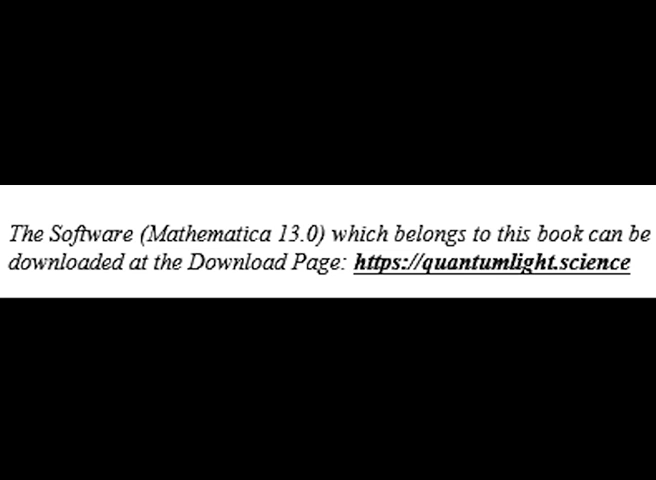 The Software (Mathematica 13.0) which belongs to this book can be
downloaded at the Download Page: https://quantumlight.science